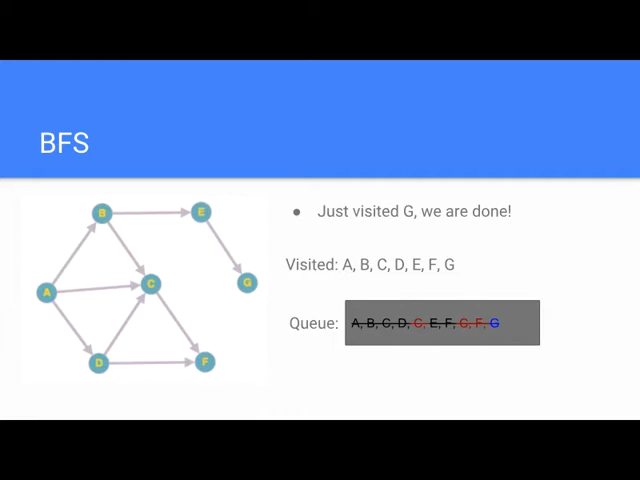 BFS
B
E
● Just visited G, we are done!
Visited: A, B, C, D, E, F, G
C
G
A
Queue: A, B, C, D, C, E, F, C, F, G
D
F